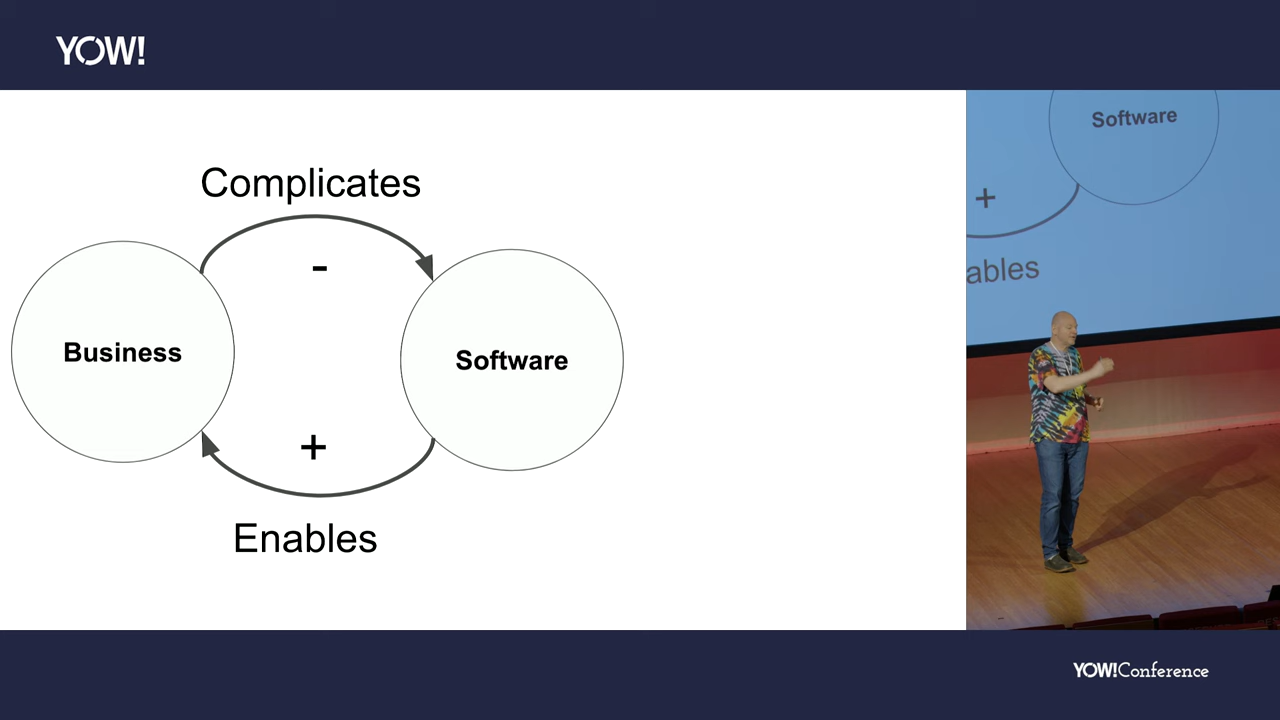 YOW!
Complicates
-
Business
Software
+
Enables
Software
+
ables
YOW!Conference